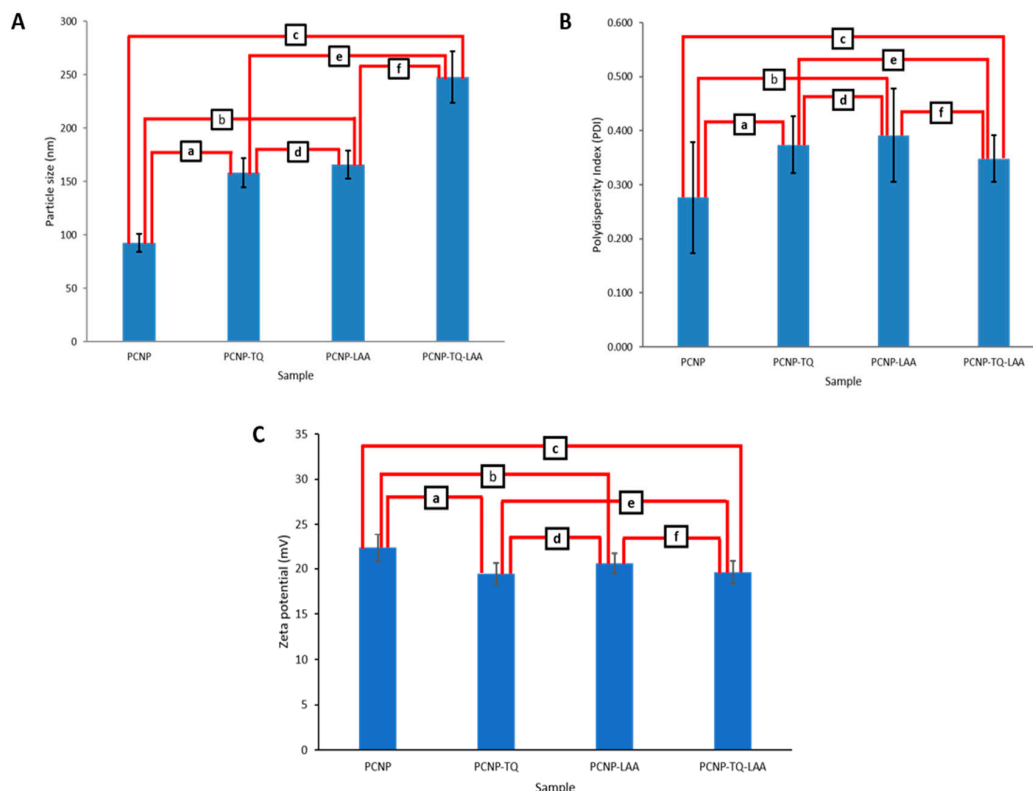 A
300
250
200
150
100
50
0
Particle size (nm)
c
e
f
b
a
d
PCNP
PCNP-TQ
PCNP-LAA
PCNP-TQ-LAA
Sample
B
0.600
0.500
0.400
0.300
0.200
0.100
0.000
Polydispersity Index (PDI)
c
e
b
d
f
a
PCNP
PCNP-TQ
PCNP-LAA
PCNP-TQ-LAA
Sample
C
35
30
25
20
15
10
5
0
Zeta potential (mV)
c
b
a
e
d
f
PCNP
PCNP-TQ
PCNP-LAA
PCNP-TQ-LAA
Sample